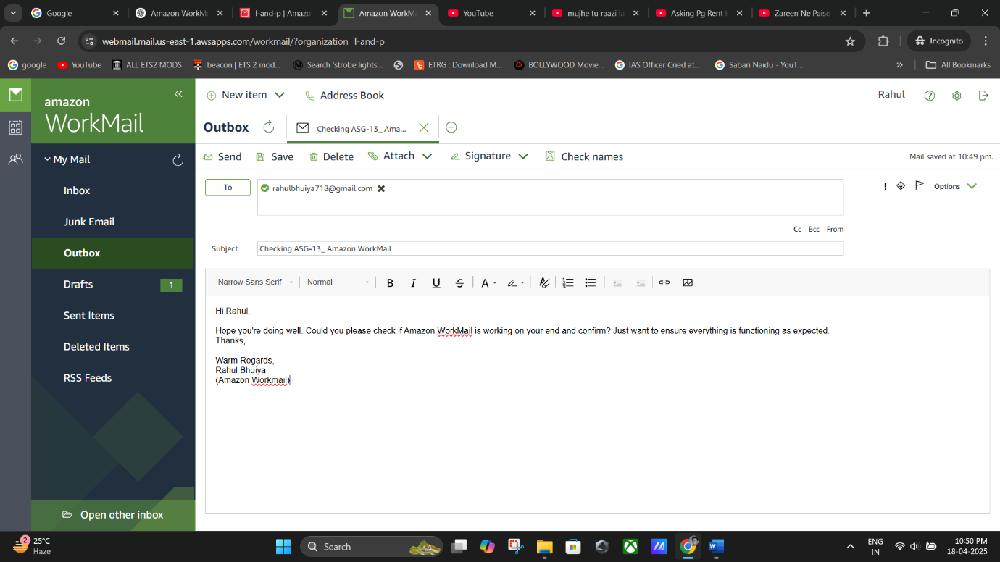 Google
Amazon WorkMa
l-and-p | Amazon
Amazon WorkMa
YouTube
mujhe tu raazi la
Asking Pg Rent
Zareen Ne Paise
webmail.mail.us-east-1.awsapps.com/workmail/?organization=l-and-p
Incognito
google
YouTube
ALL ETS2 MODS
beacon | ETS 2 mod...
Search 'strobe lights...
ETRG : Download M...
BOLLYWOOD Movie...
IAS Officer Cried at...
Sabari Naidu - YouT...
All Bookmarks
amazon
WorkMail
New item
Address Book
Rahul
Outbox
Checking ASG-13_ Ama...
Send
Save
Delete
Attach
Signature
Check names
Mail saved at 10:49 pm.
My Mail
Inbox
Junk Email
Outbox
Drafts
1
Sent Items
Deleted Items
RSS Feeds
Open other inbox
To
rahulbhuiya718@gmail.com
! Options
Cc Bcc From
Subject
Checking ASG-13_ Amazon WorkMail
Narrow Sans Serif
Normal
B I U S A
Hi Rahul,
Hope you're doing well. Could you please check if Amazon WorkMail is working on your end and confirm? Just want to ensure everything is functioning as expected.
Thanks,
Warm Regards,
Rahul Bhuiya
(Amazon Workmail)
2
25°C
Haze
Search
ENG
IN
10:50 PM
18-04-2025